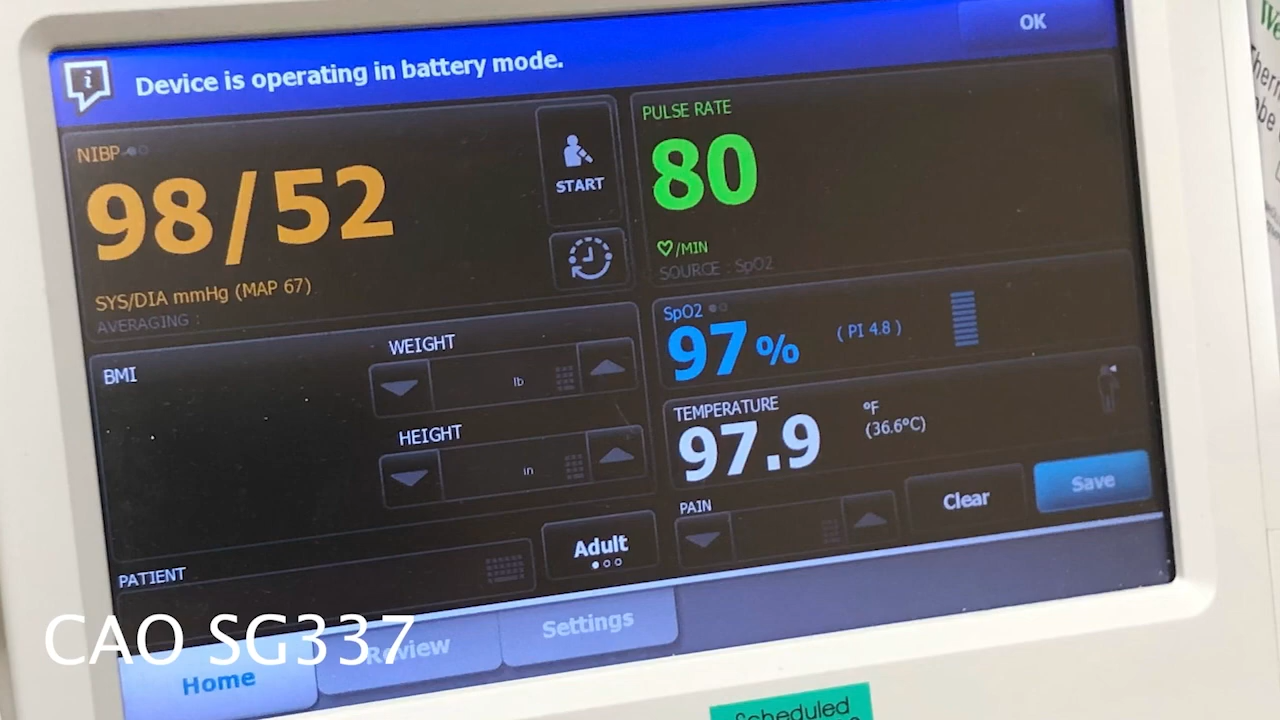 Device is operating in battery mode.
OK
NIBP
98/52
SYS/DIA mmHg (MAP 67)
AVERAGING :
START
PULSE RATE
80
/MIN
SOURCE : SpO2
SpO2
97 %
( PI 4.8 )
BMI
WEIGHT
lb
HEIGHT
in
TEMPERATURE
97.9
°F
(36.6°C)
PAIN
Clear
Save
PATIENT
Adult
Home
Review
Settings
CAO SG337
Scheduled